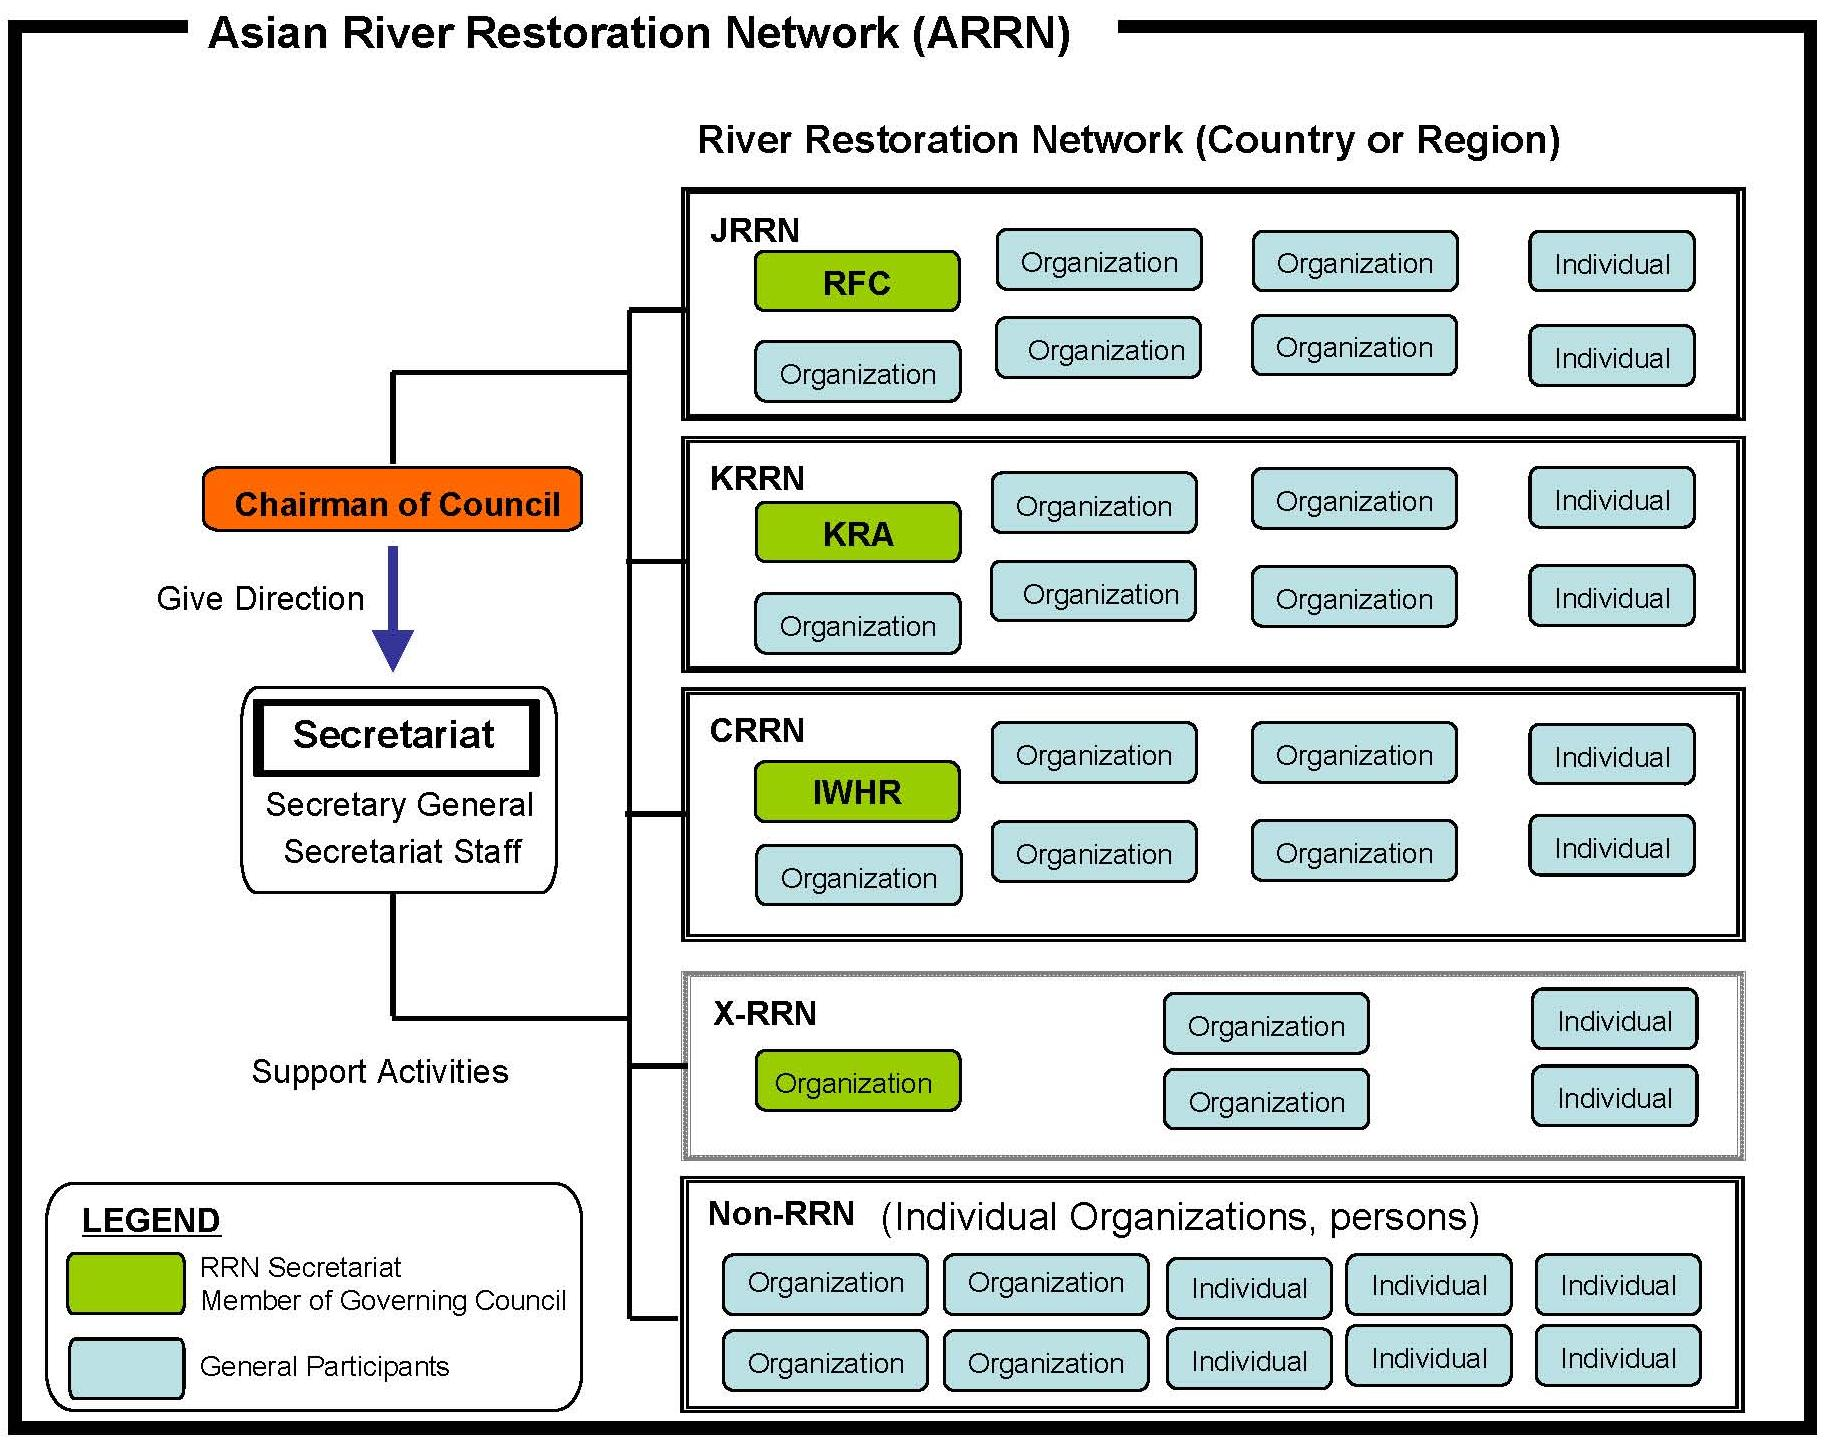 Asian River Restoration Network (ARRN)
River Restoration Network (Country or Region)
JRRN
RFC
Organization
Organization
Individual
Organization
Organization
Organization
Individual
Chairman of Council
Give Direction
Secretariat
Secretary General
Secretariat Staff
Support Activities
KRRN
KRA
Organization
Organization
Individual
Organization
Organization
Organization
Individual
CRRN
IWHR
Organization
Organization
Individual
Organization
Organization
Organization
Individual
X-RRN
Organization
Organization
Individual
Organization
Individual
Non-RRN (Individual Organizations, persons)
Organization
Organization
Individual
Individual
Individual
Organization
Organization
Individual
Individual
Individual
LEGEND
RRN Secretariat
Member of Governing Council
General Participants